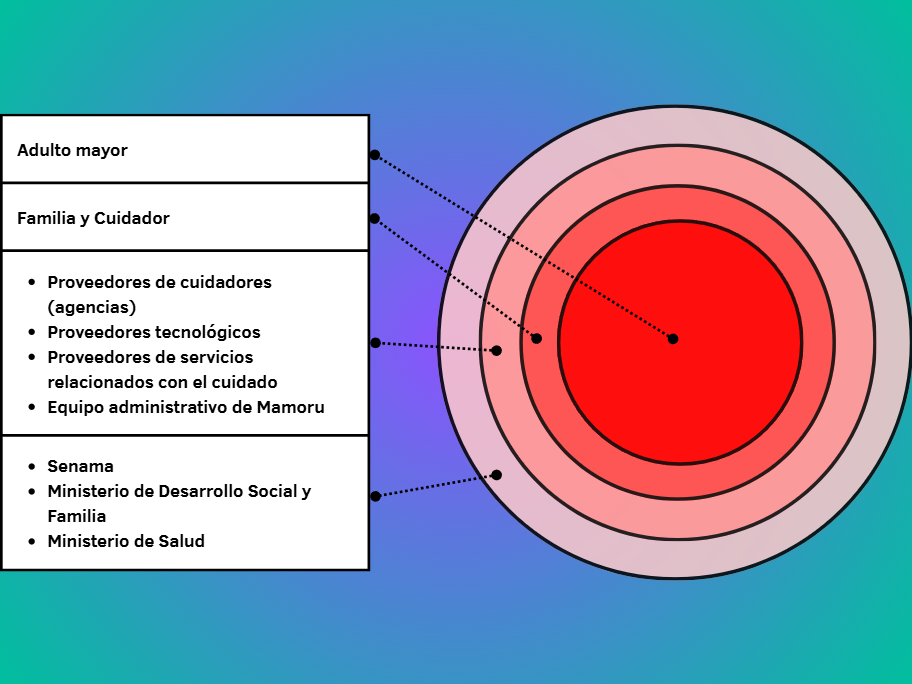 Adulto mayor
Familia y Cuidador
• Proveedores de cuidadores
(agencias)
• Proveedores tecnológicos
• Proveedores de servicios
relacionados con el cuidado
• Equipo administrativo de Mamoru
• Senama
• Ministerio de Desarrollo Social y
Familia
• Ministerio de Salud